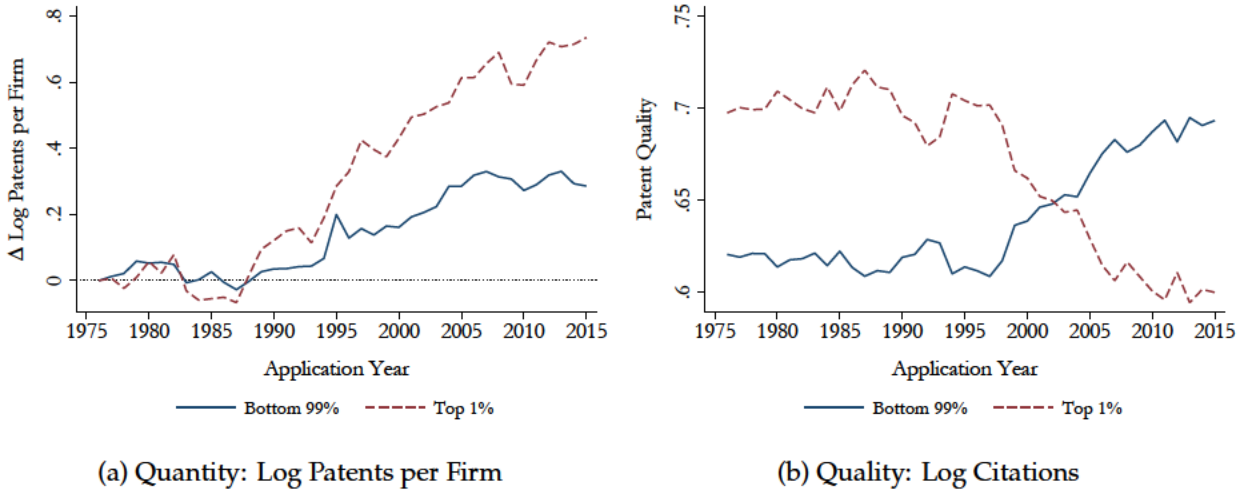 Δ Log Patents per Firm
.8
.6
.4
.2
0
1975 1980 1985 1990 1995 2000 2005 2010 2015
Application Year
Bottom 99% Top 1%
(a) Quantity: Log Patents per Firm
Patent Quality
.75
.7
.65
.6
1975 1980 1985 1990 1995 2000 2005 2010 2015
Application Year
Bottom 99% Top 1%
(b) Quality: Log Citations